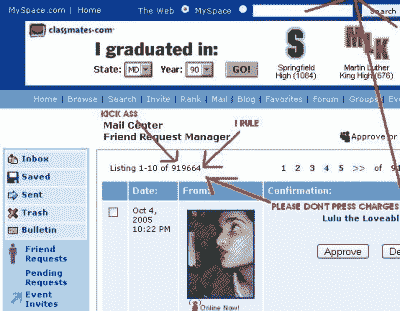 MySpace.com | Home
The Web MySpace Search
classmates.com
I graduated in:
State: MD Year: 90 GO!
S
Springfield
High (1084)
MLK
Martin Luther
King High (676)
Home | Browse | Search | Invite | Rank | Mail | Blog | Favorites | Forum | Groups | Eve
KICK ASS
I RULE
Mail Center
Friend Request Manager
Approve or
Inbox
Saved
Sent
Trash
Bulletin
Friend
Requests
Pending
Requests
Event
Invites
Listing 1-10 of 919664
1 2 3 4 5 >> of 9
Date: From: Confirmation:
Oct 4,
2005
10:22 PM
PLEASE DON'T PRESS CHARGES
Lulu the Loveabl
Approve De
Online Now!